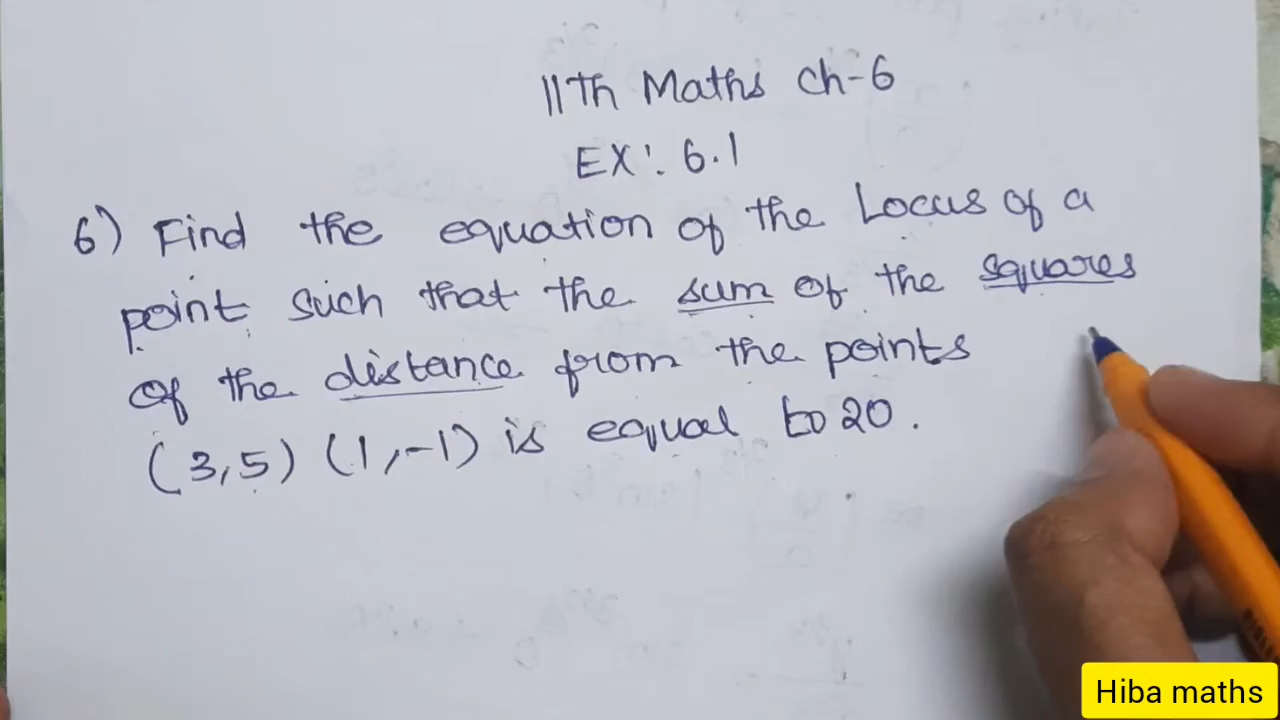 11Th Maths Ch-6
EX: 6.1
6) Find the equation of the Locus of a
point such that the sum of the squares
of the distance from the points
(3,5) (1,-1) is equal to 20.
Hiba maths